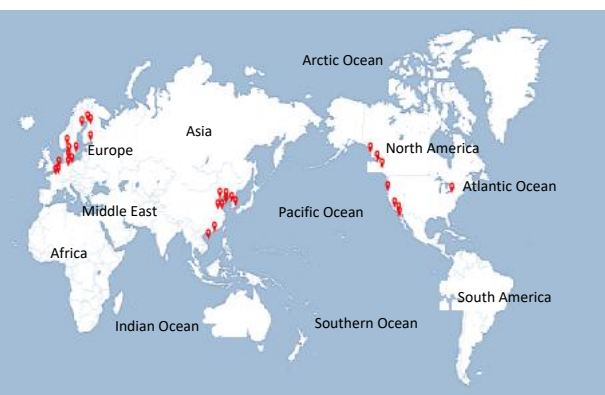 Arctic Ocean
Asia
North America
Europe
Atlantic Ocean
Middle East
Pacific Ocean
Africa
South America
Indian Ocean
Southern Ocean